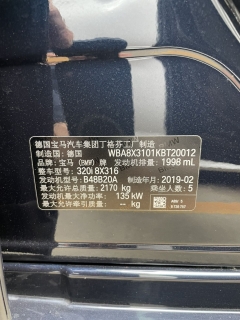 德国宝马汽车集团丁格芬工厂制造
制造国：德国 WBA8X3101KBT20012
品牌：宝马（BMW）牌 发动机排量：1998 mL
整车型号：320i 8X316
发动机型号：B48B20A 制造年月：2019-02
最大允许总质量：2170 kg 乘坐人数：5
发动机最大净功率：135 kW
最大允许牵引质量：-- kg